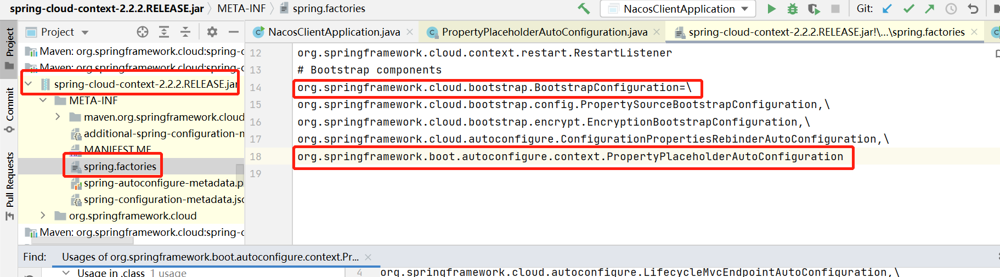 spring-cloud-context-2.2.2.RELEASE.jar META-INF spring.factories NacosClientApplication Git:
Project
NacosClientApplication.java
PropertyPlaceholderAutoConfiguration.java
spring-cloud-context-2.2.2.RELEASE.jar!\...\spring.factories
Project
Commit
Pull Requests
Maven: org.springframework.cloud:spring-c
Maven: org.springframework.cloud:spring-c
spring-cloud-context-2.2.2.RELEASE.jar
META-INF
maven.org.springframework.cloud
additional-spring-configuration-m
MANIFEST.MF
spring.factories
spring-autoconfigure-metadata.p
spring-configuration-metadata.jsc
org.springframework.cloud
Maven: org.springframework.cloud:spring-c
12 org.springframework.cloud.context.restart.RestartListener
13 # Bootstrap components
14 org.springframework.cloud.bootstrap.BootstrapConfiguration=\
15 org.springframework.cloud.bootstrap.config.PropertySourceBootstrapConfiguration,\
16 org.springframework.cloud.bootstrap.encrypt.EncryptionBootstrapConfiguration,\
17 org.springframework.cloud.autoconfigure.ConfigurationPropertiesRebinderAutoConfiguration,\
18 org.springframework.boot.autoconfigure.context.PropertyPlaceholderAutoConfiguration
19
Find: Usages of org.springframework.boot.autoconfigure.context.Pr...
Usage in .class 1 usage
4 org.springframework.cloud.autoconfigure.LifecycleMvcEndpointAutoConfiguration,\